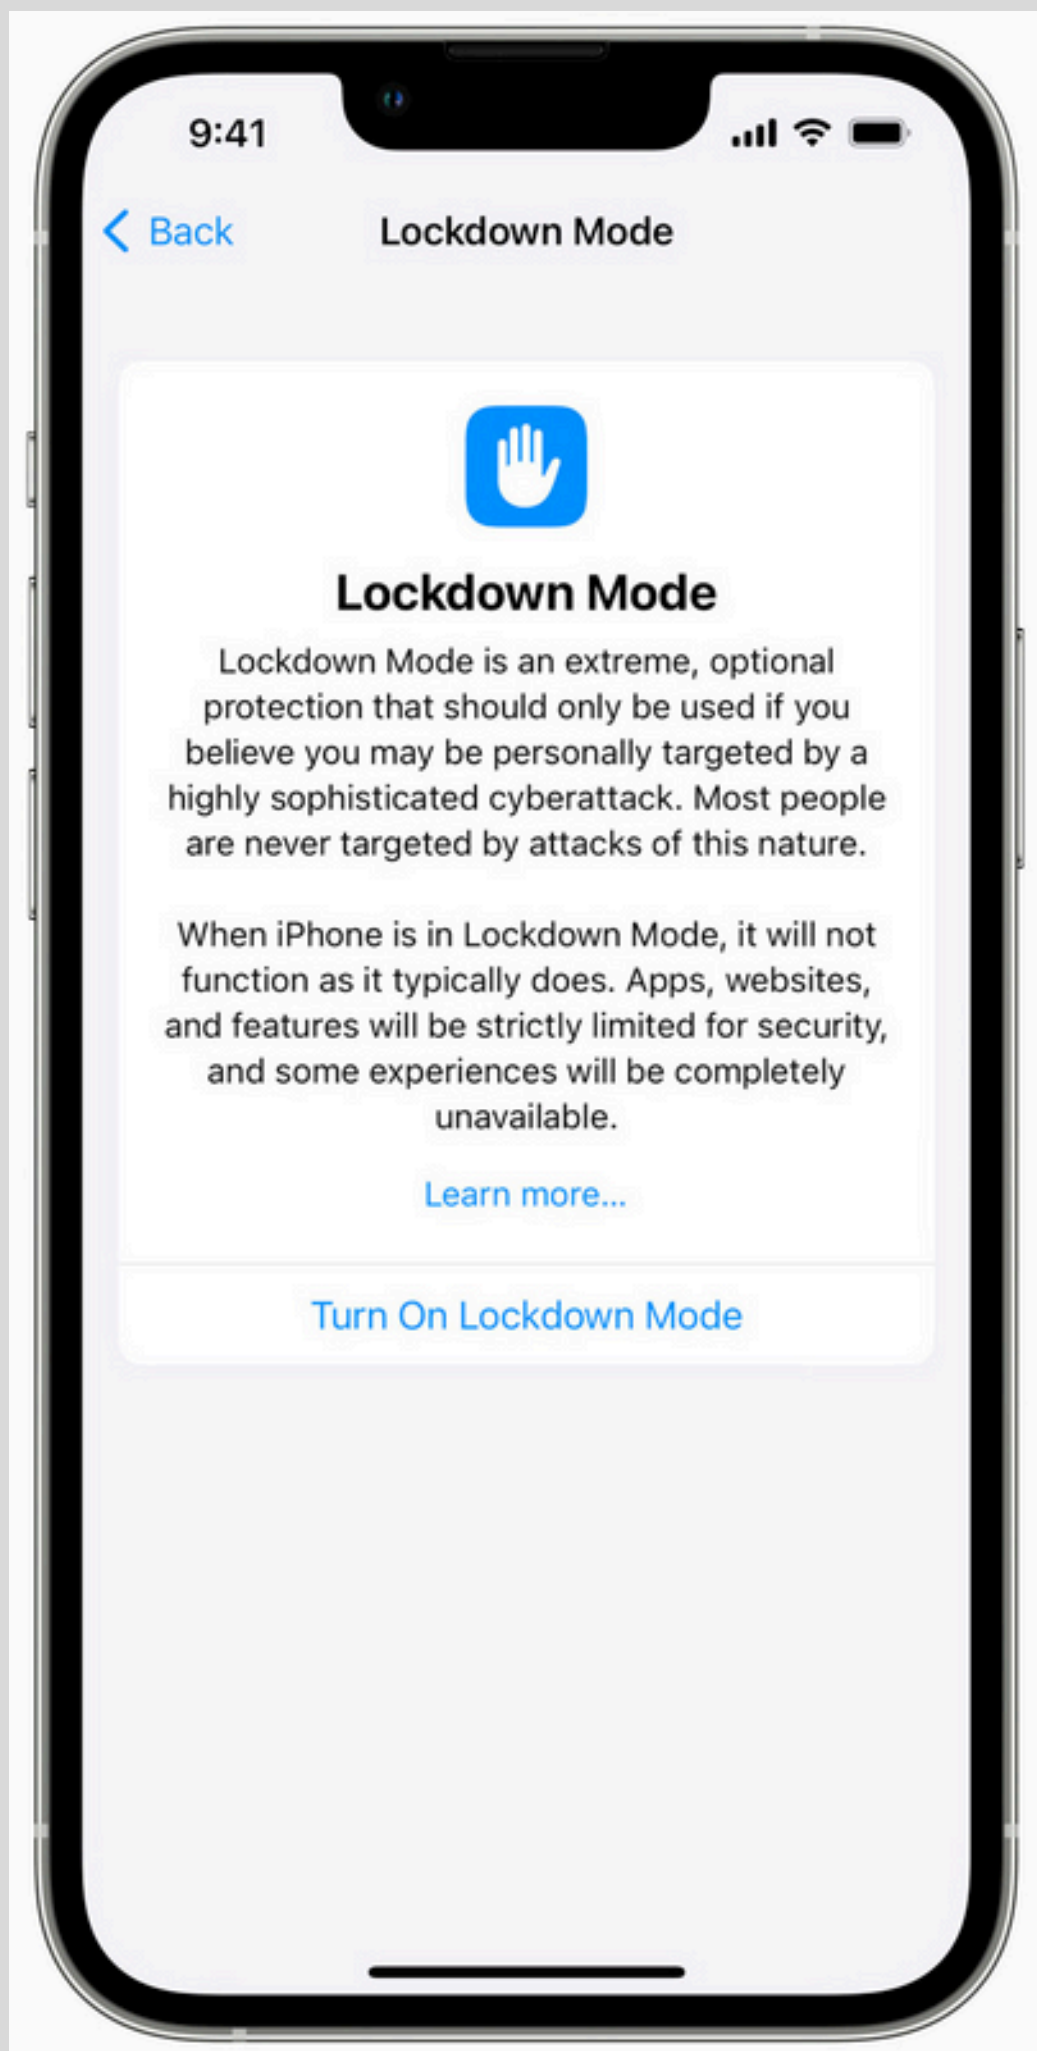 9:41
Back
Lockdown Mode
Lockdown Mode
Lockdown Mode is an extreme, optional
protection that should only be used if you
believe you may be personally targeted by a
highly sophisticated cyberattack. Most people
are never targeted by attacks of this nature.
When iPhone is in Lockdown Mode, it will not
function as it typically does. Apps, websites,
and features will be strictly limited for security,
and some experiences will be completely
unavailable.
Learn more...
Turn On Lockdown Mode